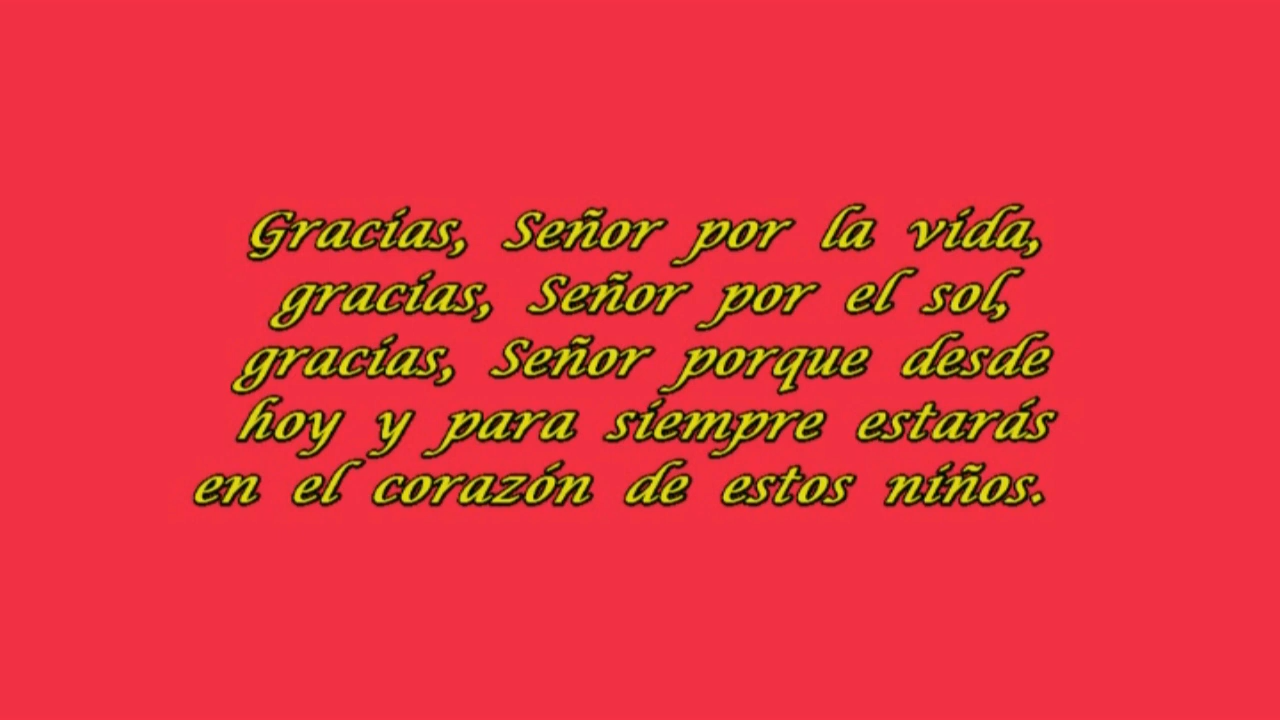 Gracias, Señor por la vida,
gracias, Señor por el sol,
gracias, Señor porque desde
hoy y para siempre estarás
en el corazón de estos niños.